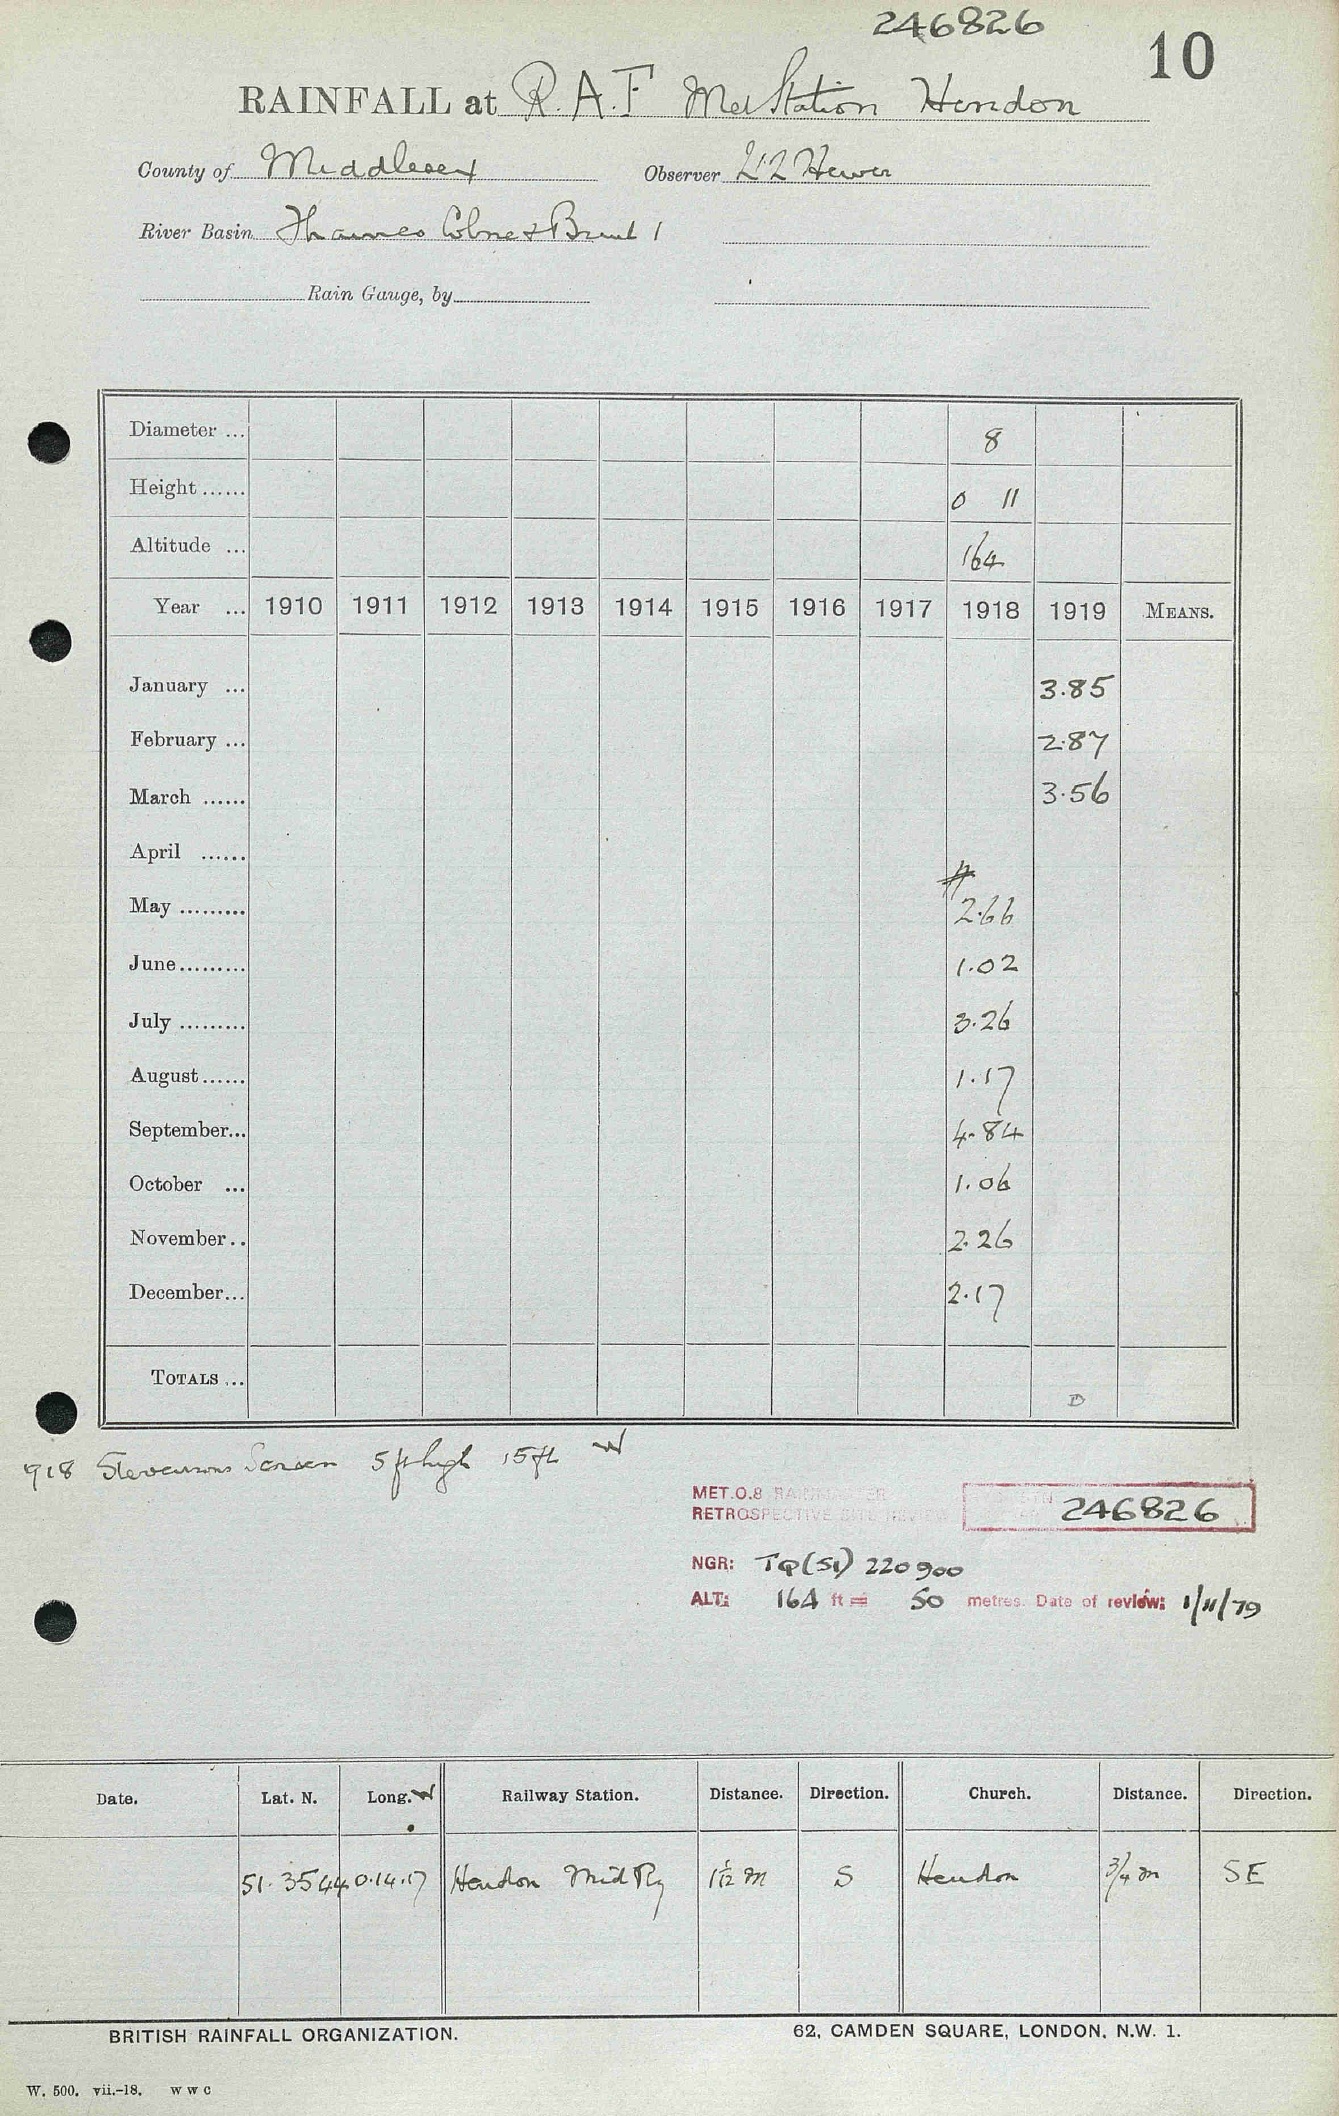 246826
10
RAINFALL at R.A.F Met Station Hendon
County of Middlesex Observer Hewer
River Basin Thames Colne & Brent 1
Rain Gauge, by
Diameter ... 8
Height ...... 0 11
Altitude ... 164
Year ... 1910 1911 1912 1913 1914 1915 1916 1917 1918 1919 MEANS.
January ... 3.85
February ... 2.87
March ...... 3.56
April ......
#
May ......... 2.66
June......... 1.02
July ......... 3.26
August...... 1.17
September... 4.84
October ... 1.06
November.. 2.26
December... 2.17
TOTALS ... D
918 Stevensons Screen 5 ft high 15 ft W
MET.O.8 RAINMASTER
RETROSPECTIVE SITE REVIEW 246826
NGR: TQ(51) 220900
ALT: 164 ft = 50 metres. Date of review: 1/11/79
Date. Lat. N. Long. W Railway Station. Distance. Direction. Church. Distance. Direction.
51.35 44 0.14.17 Hendon Mid Ry 1 1/2 m S Hendon 3/4 m SE
BRITISH RAINFALL ORGANIZATION. 62, CAMDEN SQUARE, LONDON, N.W. 1.
W. 500. vii.-18. W W C